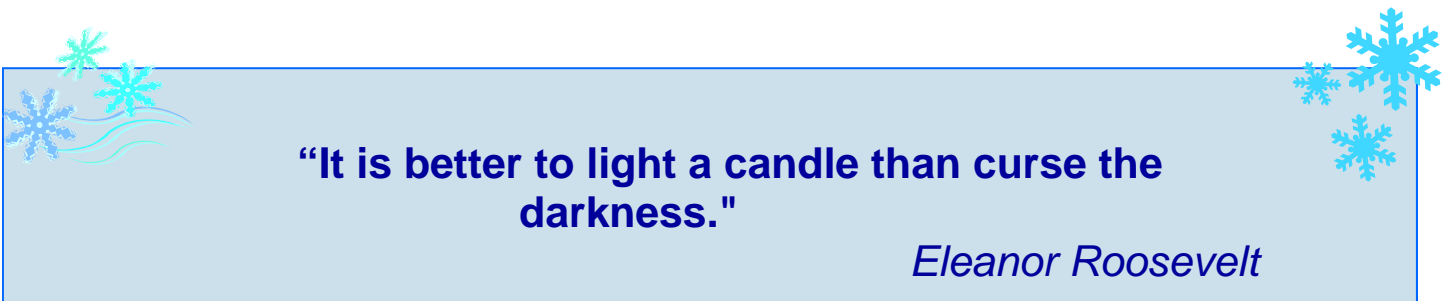 “It is better to light a candle than curse the
darkness."
Eleanor Roosevelt